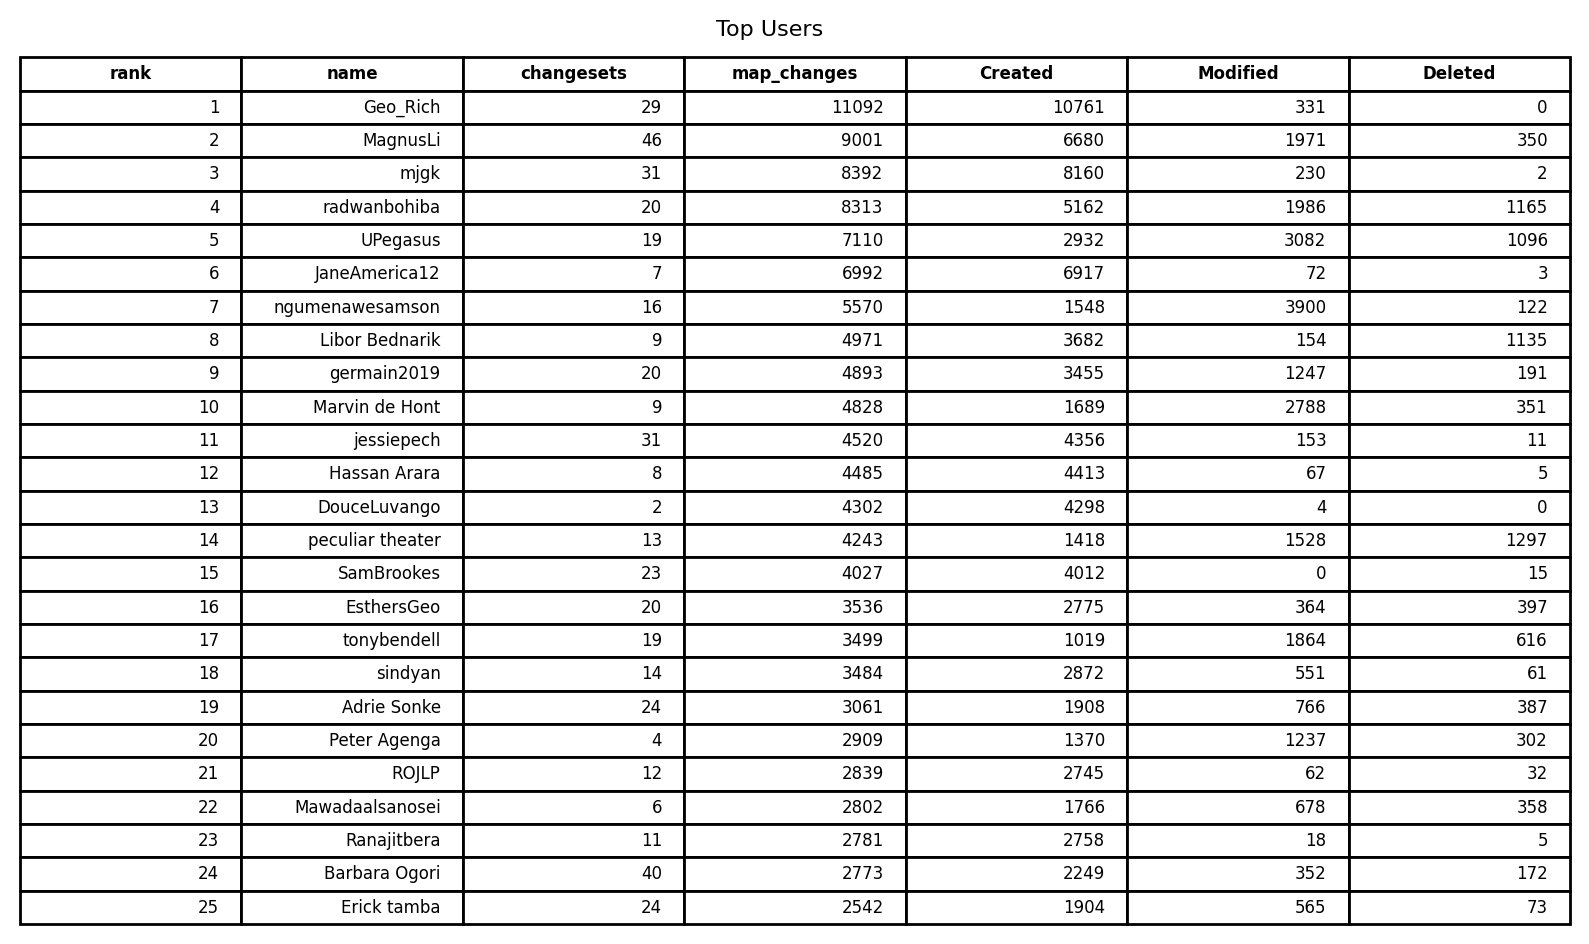 Top Users
rank name changesets map_changes Created Modified Deleted
1 Geo_Rich 29 11092 10761 331 0
2 MagnusLi 46 9001 6680 1971 350
3 mjgk 31 8392 8160 230 2
4 radwanbohiba 20 8313 5162 1986 1165
5 UPegasus 19 7110 2932 3082 1096
6 JaneAmerica12 7 6992 6917 72 3
7 ngumenawesamson 16 5570 1548 3900 122
8 Libor Bednarik 9 4971 3682 154 1135
9 germain2019 20 4893 3455 1247 191
10 Marvin de Hont 9 4828 1689 2788 351
11 jessiepech 31 4520 4356 153 11
12 Hassan Arara 8 4485 4413 67 5
13 DouceLuvango 2 4302 4298 4 0
14 peculiar theater 13 4243 1418 1528 1297
15 SamBrookes 23 4027 4012 0 15
16 EsthersGeo 20 3536 2775 364 397
17 tonybendell 19 3499 1019 1864 616
18 sindyan 14 3484 2872 551 61
19 Adrie Sonke 24 3061 1908 766 387
20 Peter Agenga 4 2909 1370 1237 302
21 ROJLP 12 2839 2745 62 32
22 Mawadaalsanosei 6 2802 1766 678 358
23 Ranajitbera 11 2781 2758 18 5
24 Barbara Ogori 40 2773 2249 352 172
25 Erick tamba 24 2542 1904 565 73